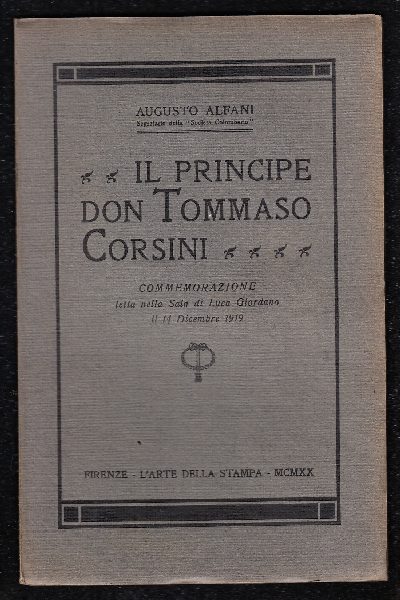 AUGUSTO ALFANI
Segretario della "Società Colombaria"
IL PRINCIPE
DON TOMMASO
CORSINI
COMMEMORAZIONE
letta nella Sala di Luca Giordano
il 14 Dicembre 1919
FIRENZE - L'ARTE DELLA STAMPA - MCMXX